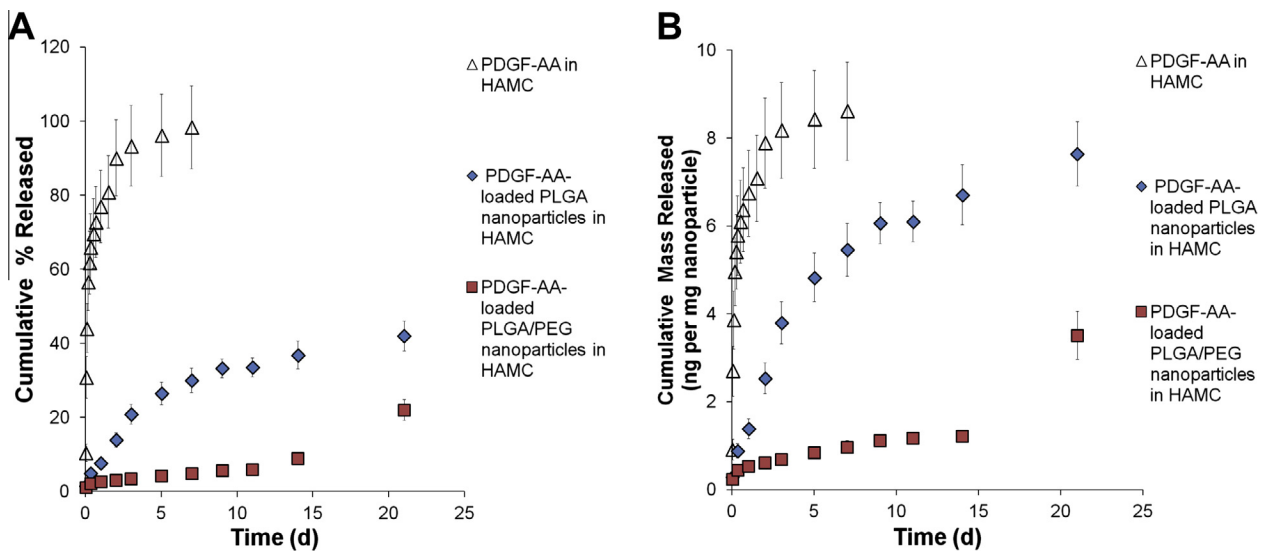 A
120
100
80
60
40
20
0
Cumulative % Released
0
5
10
15
20
25
Time (d)
PDGF-AA in
HAMC
PDGF-AA-
loaded PLGA
nanoparticles in
HAMC
PDGF-AA-
loaded
PLGA/PEG
nanoparticles in
HAMC
B
10
8
6
4
2
0
Cumulative Mass Released
(ng per mg nanoparticle)
0
5
10
15
20
25
Time (d)
PDGF-AA in
HAMC
PDGF-AA-
loaded PLGA
nanoparticles
in HAMC
PDGF-AA-
loaded
PLGA/PEG
nanoparticles
in HAMC